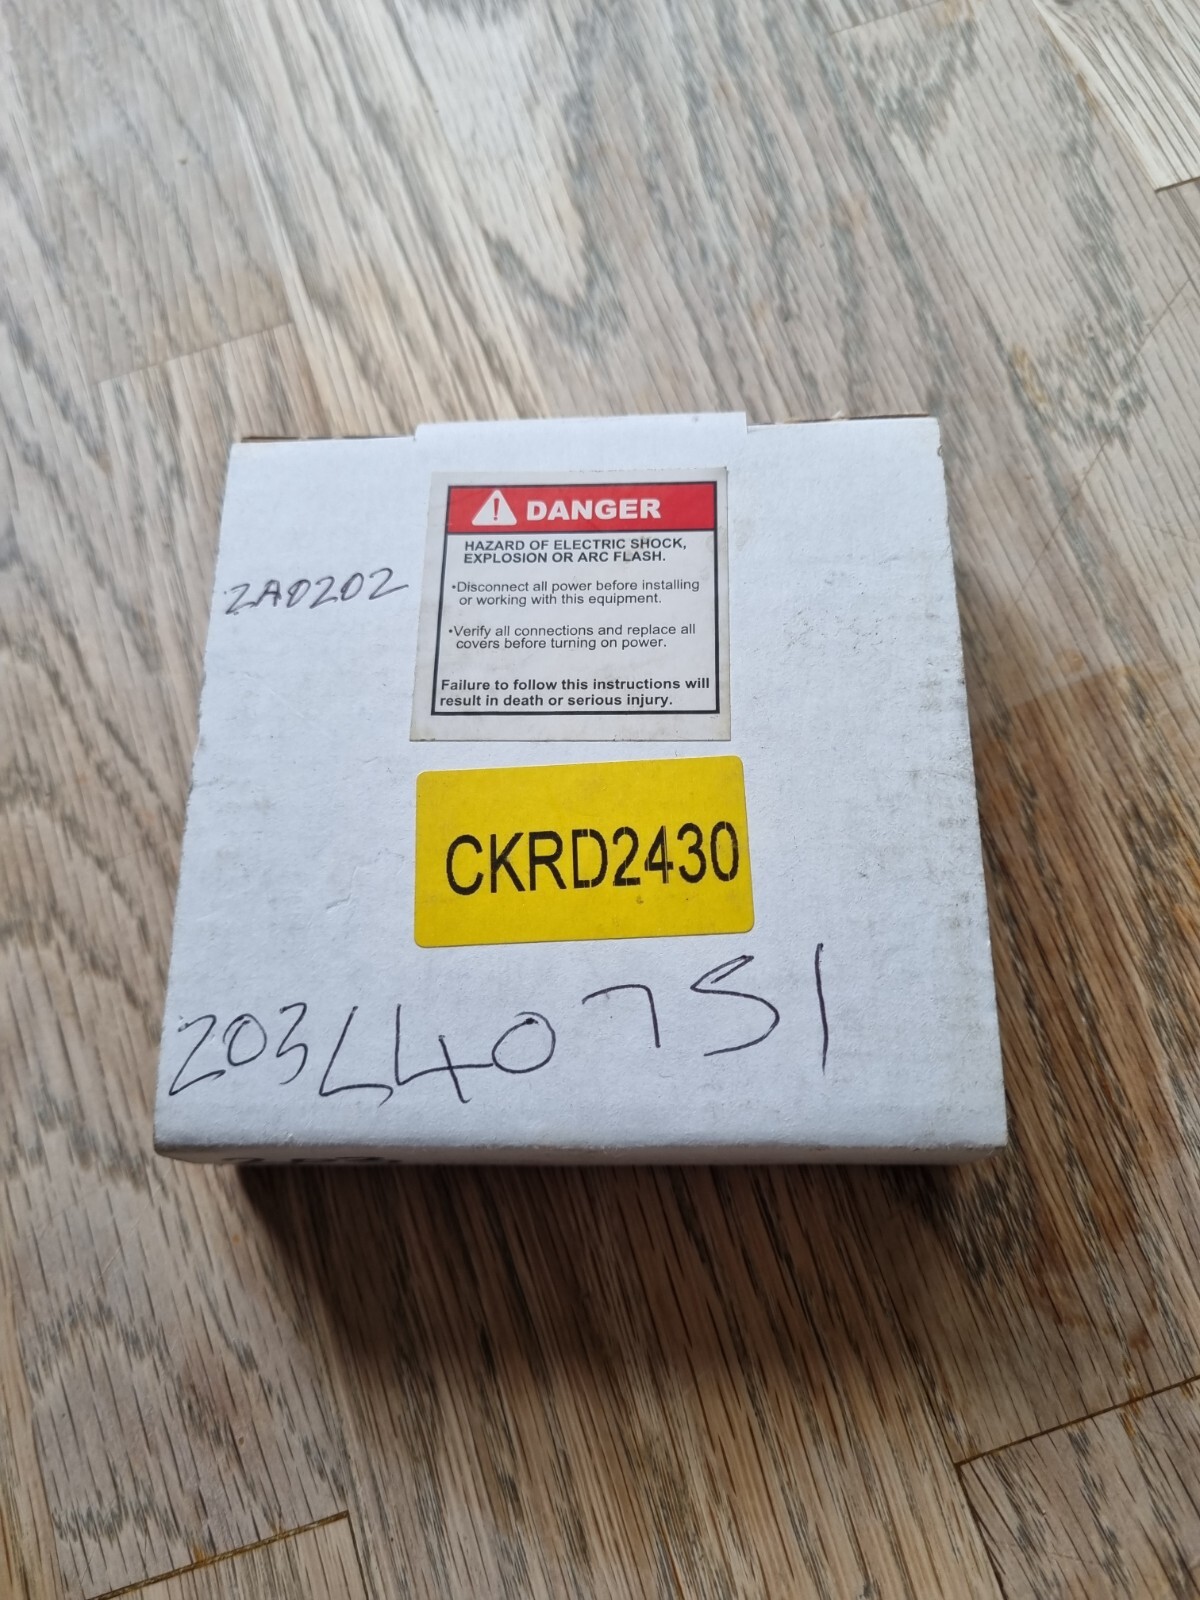 DANGER
HAZARD OF ELECTRIC SHOCK,
EXPLOSION OR ARC FLASH.
•Disconnect all power before installing
or working with this equipment.
•Verify all connections and replace all
covers before turning on power.
Failure to follow this instructions will
result in death or serious injury.
2A0202
CKRD2430
203LL40751